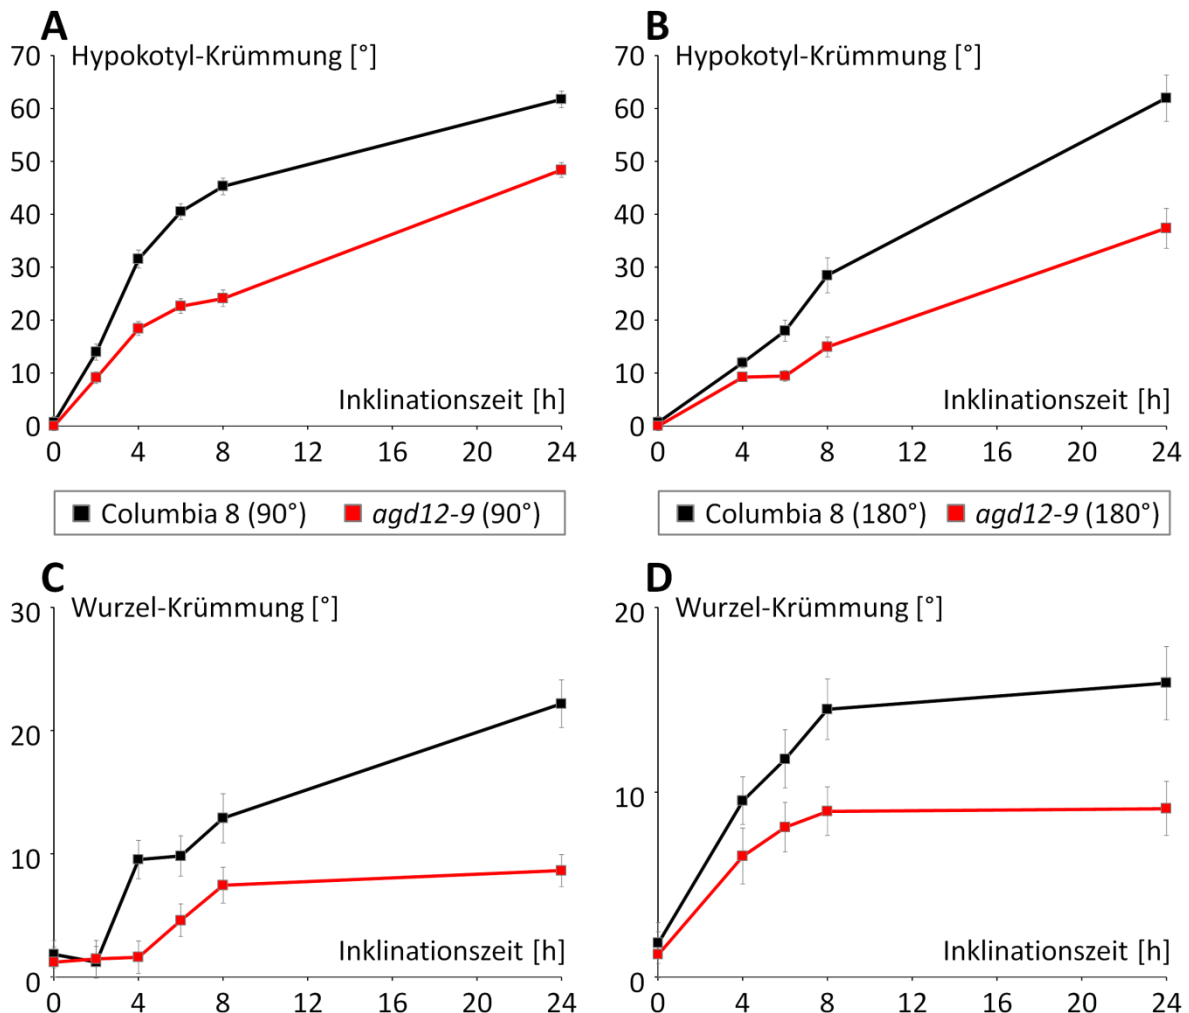 A
Hypokotyl-Krümmung [°]
70
60
50
40
30
20
10
0
Inklinationszeit [h]
0 4 8 12 16 20 24
B
Hypokotyl-Krümmung [°]
70
60
50
40
30
20
10
0
Inklinationszeit [h]
0 4 8 12 16 20 24
Columbia 8 (90°) agd12-9 (90°)
Columbia 8 (180°) agd12-9 (180°)
C
Wurzel-Krümmung [°]
30
20
10
0
Inklinationszeit [h]
0 4 8 12 16 20 24
D
Wurzel-Krümmung [°]
20
10
0
Inklinationszeit [h]
0 4 8 12 16 20 24